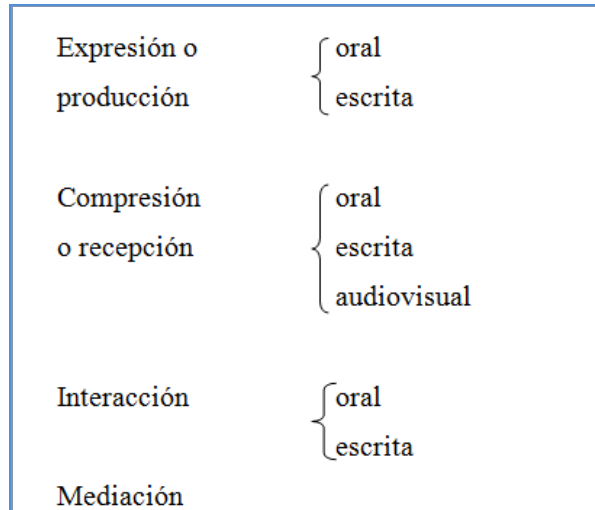 Expresión o oral
producción escrita
Compresión oral
o recepción escrita
audiovisual
Interacción oral
escrita
Mediación